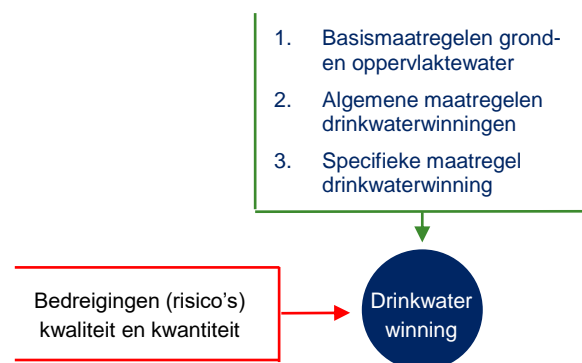 1. Basismaatregelen grond-
en oppervlaktewater
2. Algemene maatregelen
drinkwaterwinningen
3. Specifieke maatregel
drinkwaterwinning
Bedreigingen (risico's)
kwaliteit en kwantiteit
Drinkwater
winning